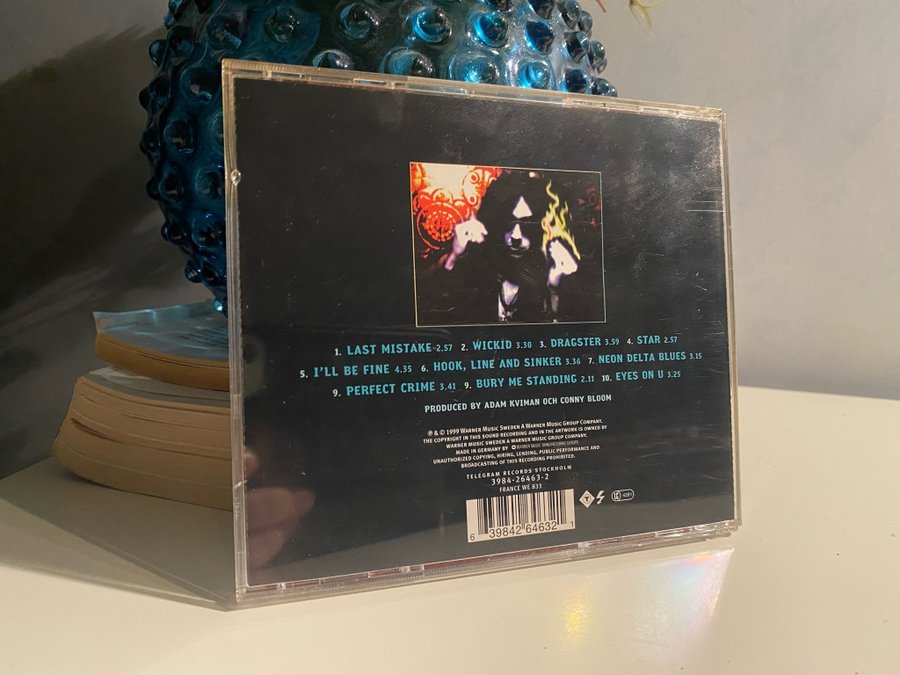 1. LAST MISTAKE 2.57 2. WICKID 3.30 3. DRAGSTER 3.59 4. STAR 2.57
5. I'LL BE FINE 4.35 6. HOOK, LINE AND SINKER 3.36 7. NEON DELTA BLUES 3.15
9. PERFECT CRIME 3.41 9. BURY ME STANDING 2.11 10. EYES ON U 3.25
PRODUCED BY ADAM KVIMAN OCH CONNY BLOOM
℗ & © 1999 WARNER MUSIC SWEDEN A WARNER MUSIC GROUP COMPANY.
THE COPYRIGHT IN THIS SOUND RECORDING AND IN THE ARTWORK IS OWNED BY
WARNER MUSIC SWEDEN A WARNER MUSIC GROUP COMPANY.
MADE IN GERMANY BY WARNER MUSIC MANUFACTURING EUROPE
UNAUTHORIZED COPYING, HIRING, LENDING, PUBLIC PERFORMANCE AND
BROADCASTING OF THIS RECORDING PROHIBITED.
TELEGRAM RECORDS STOCKHOLM
3984-26463-2
FRANCE WE 833
LC 4281
6 39842 64632 1